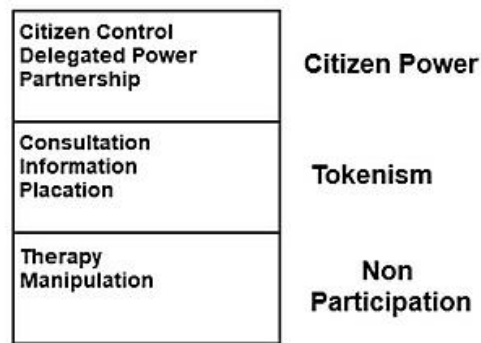 Citizen Control
Delegated Power
Partnership
Citizen Power
Consultation
Information
Placation
Tokenism
Therapy
Manipulation
Non
Participation